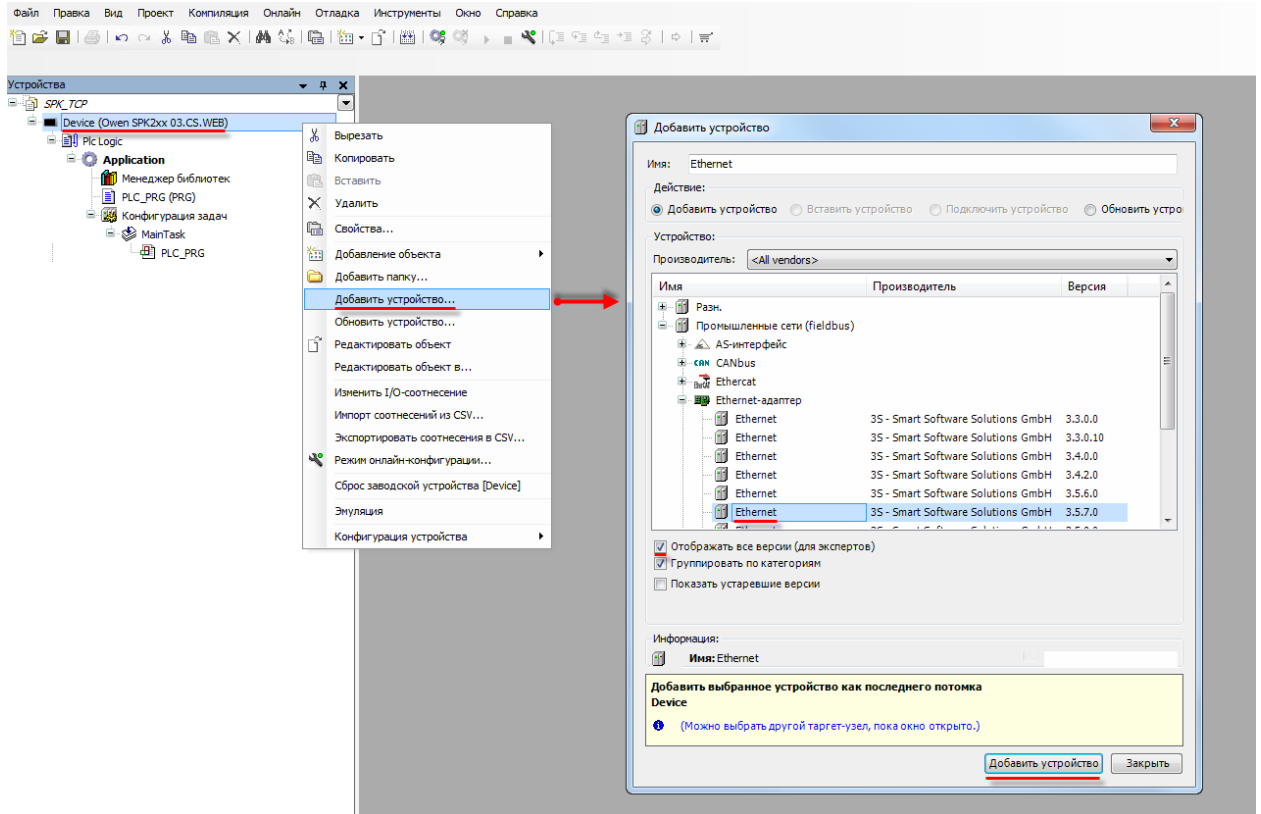 Файл Правка Вид Проект Компиляция Онлайн Отладка Инструменты Окно Справка
Устройства
SPK_TCP
Device (Owen SPK2xx 03.CS.WEB)
Plc Logic
Application
Менеджер библиотек
PLC_PRG (PRG)
Конфигурация задач
MainTask
PLC_PRG
Вырезать
Копировать
Вставить
Удалить
Свойства...
Добавление объекта
Добавить папку...
Добавить устройство...
Обновить устройство...
Редактировать объект
Редактировать объект в...
Изменить I/O-соотнесение
Импорт соотнесений из CSV...
Экспортировать соотнесения в CSV...
Режим онлайн-конфигурации...
Сброс заводской устройства [Device]
Эмуляция
Конфигурация устройства
Добавить устройство
Имя: Ethernet
Действие:
Добавить устройство Вставить устройство Подключить устройство Обновить устро
Устройство:
Производитель: <All vendors>
Имя Производитель Версия
Разн.
Промышленные сети (fieldbus)
AS-интерфейс
CAN CANbus
Ethercat
Ethernet-адаптер
Ethernet 3S - Smart Software Solutions GmbH 3.3.0.0
Ethernet 3S - Smart Software Solutions GmbH 3.3.0.10
Ethernet 3S - Smart Software Solutions GmbH 3.4.0.0
Ethernet 3S - Smart Software Solutions GmbH 3.4.2.0
Ethernet 3S - Smart Software Solutions GmbH 3.5.6.0
Ethernet 3S - Smart Software Solutions GmbH 3.5.7.0
Отображать все версии (для экспертов)
Группировать по категориям
Показать устаревшие версии
Информация:
Имя: Ethernet
Добавить выбранное устройство как последнего потомка
Device
(Можно выбрать другой таргет-узел, пока окно открыто.)
Добавить устройство Закрыть